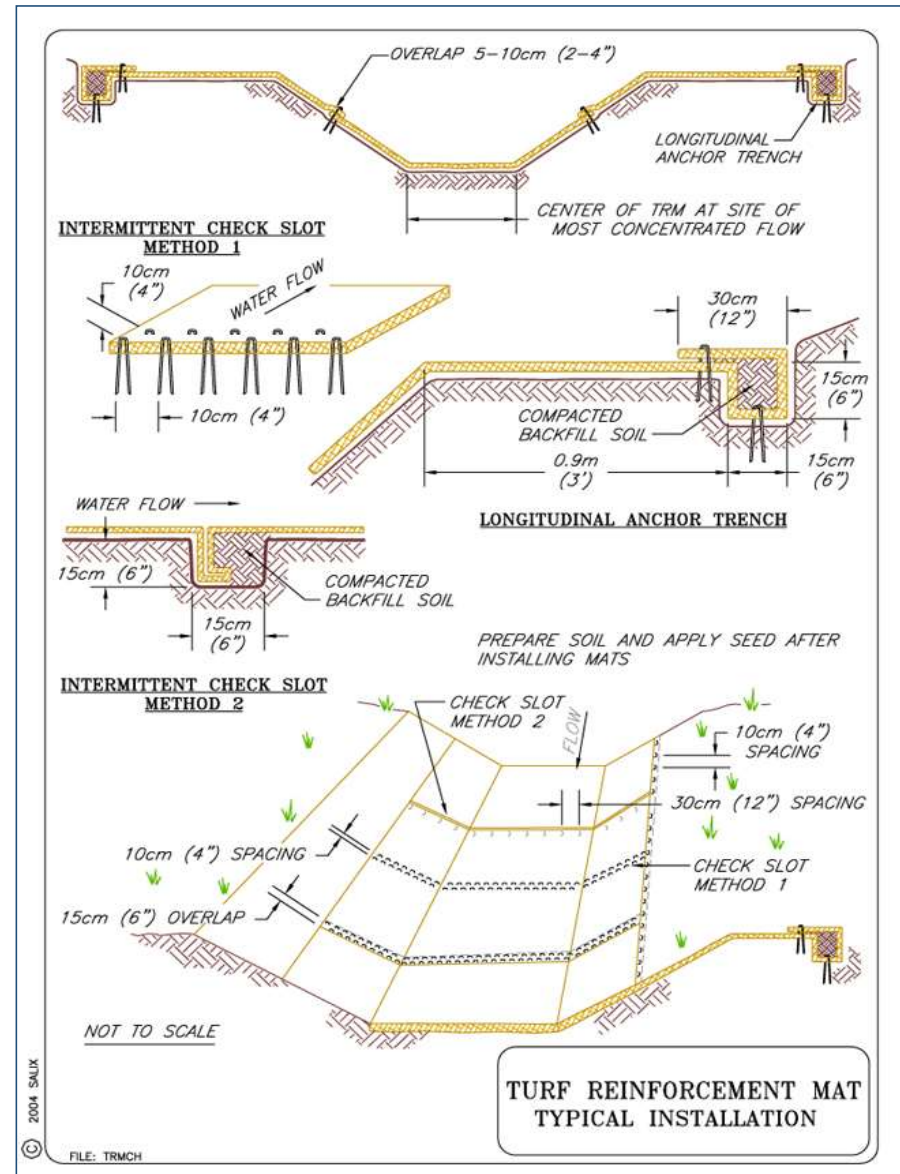 OVERLAP 5-10cm (2-4")
LONGITUDINAL
ANCHOR TRENCH
CENTER OF TRM AT SITE OF
MOST CONCENTRATED FLOW
INTERMITTENT CHECK SLOT
METHOD 1
10cm
(4")
WATER FLOW
10cm (4")
30cm
(12")
15cm
(6")
COMPACTED
BACKFILL SOIL
0.9m
(3')
15cm
(6")
LONGITUDINAL ANCHOR TRENCH
WATER FLOW
15cm (6")
COMPACTED
BACKFILL SOIL
15cm
(6")
INTERMITTENT CHECK SLOT
METHOD 2
PREPARE SOIL AND APPLY SEED AFTER
INSTALLING MATS
CHECK SLOT
METHOD 2
FLOW
10cm (4")
SPACING
30cm (12") SPACING
10cm (4") SPACING
CHECK SLOT
METHOD 1
15cm (6") OVERLAP
NOT TO SCALE
TURF REINFORCEMENT MAT
TYPICAL INSTALLATION
© 2004 SALIX
FILE: TRMCH